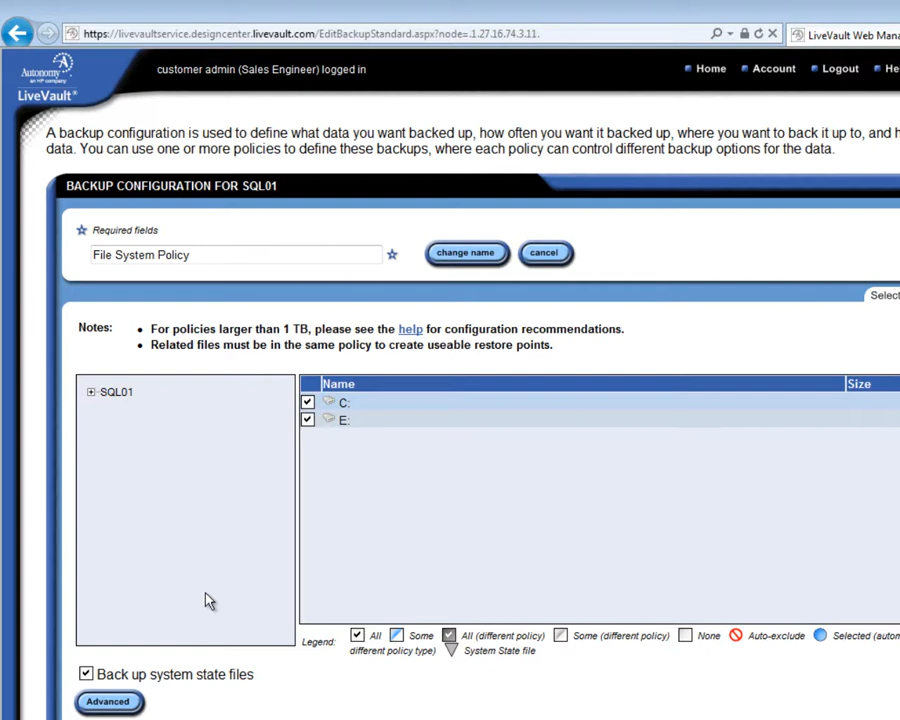 https://livevaultservice.designcenter.livevault.com/EditBackupStandard.aspx?node=.1.27.16.74.3.11.
LiveVault Web Mana
Autonomy
an HP company
LiveVault®
customer admin (Sales Engineer) logged in
Home Account Logout He
A backup configuration is used to define what data you want backed up, how often you want it backed up, where you want to back it up to, and h
data. You can use one or more policies to define these backups, where each policy can control different backup options for the data.
BACKUP CONFIGURATION FOR SQL01
Required fields
File System Policy change name cancel
Select
Notes: • For policies larger than 1 TB, please see the help for configuration recommendations.
• Related files must be in the same policy to create useable restore points.
SQL01
Name Size
C:
E:
Legend: All Some All (different policy) Some (different policy) None Auto-exclude Selected (autom
different policy type) System State file
Back up system state files
Advanced